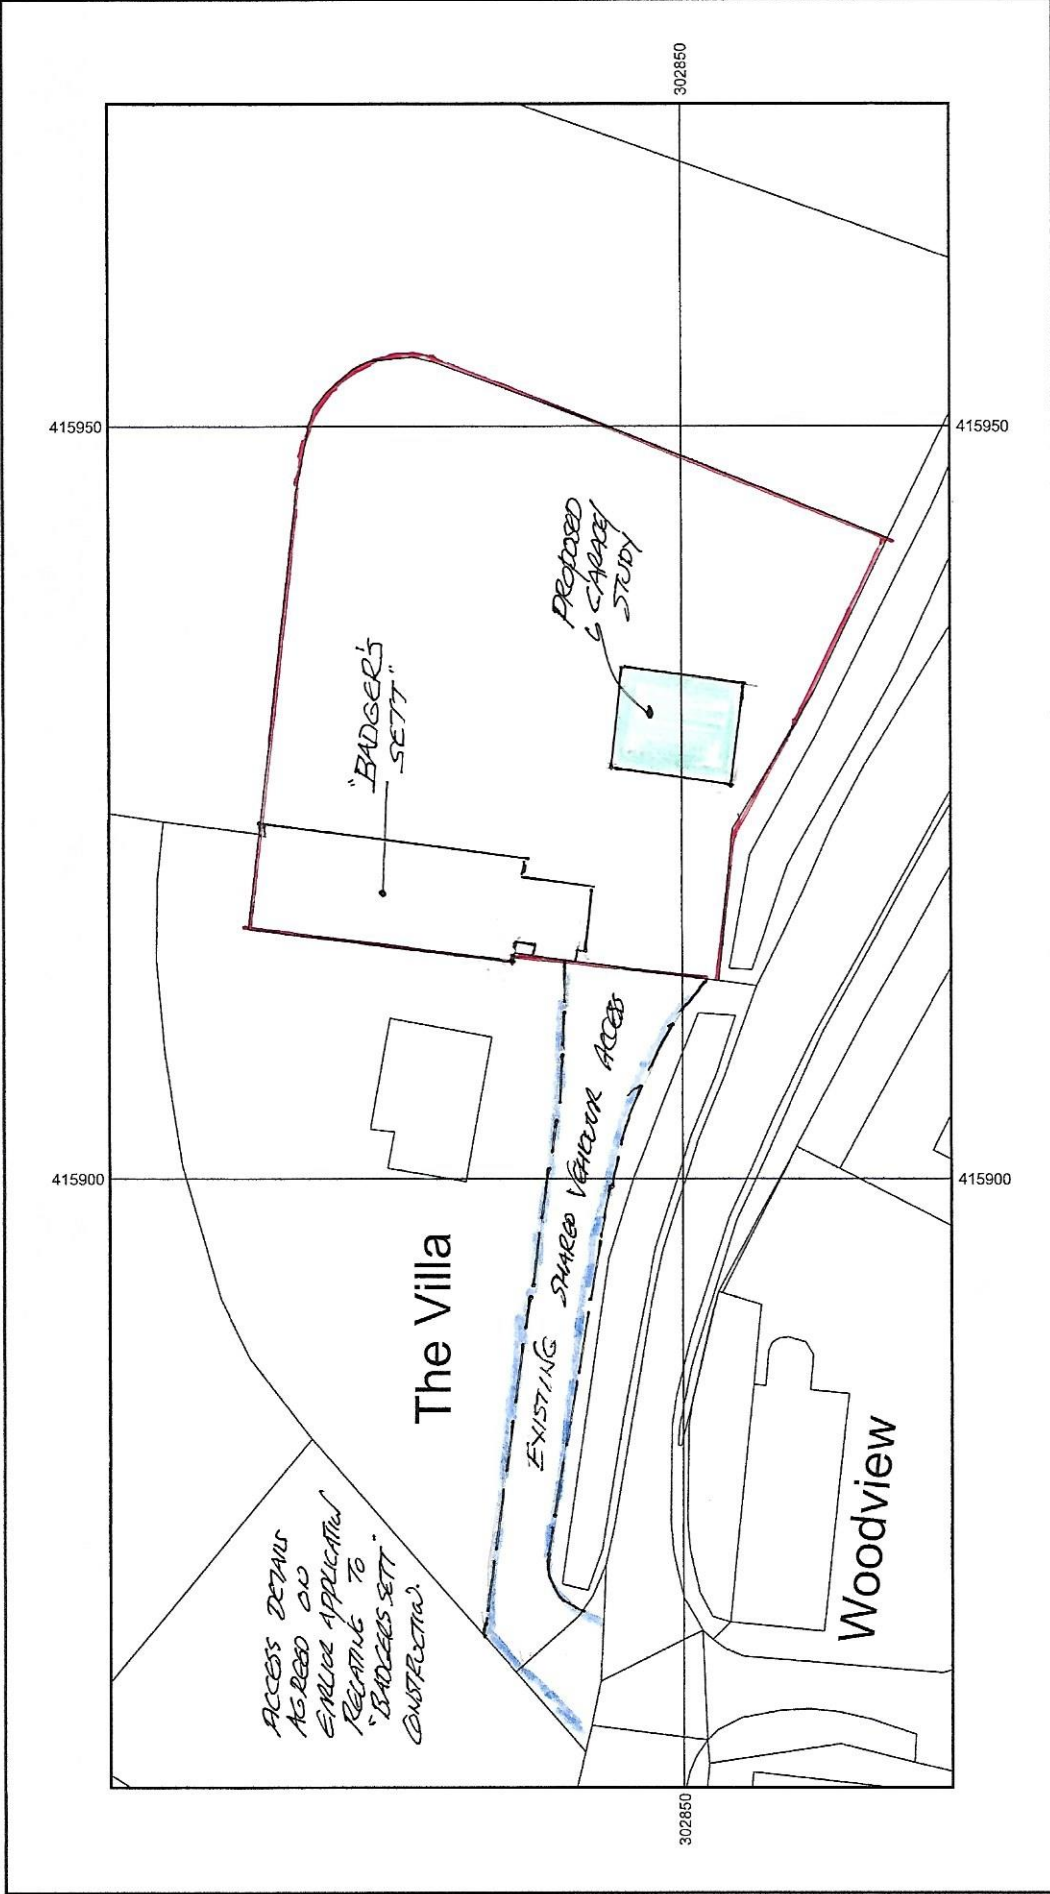 302850
415950
415950
PROPOSED
GARAGE/
STUDY
"BADGER'S
SETT"
EXISTING SHARED VEHICULAR ACCESS
415900
415900
The Villa
Woodview
ACCESS DETAILS
AGREED ON
EARLIER APPLICATION
RELATING TO
"BADGERS SETT"
CONSTRUCTION.
302850